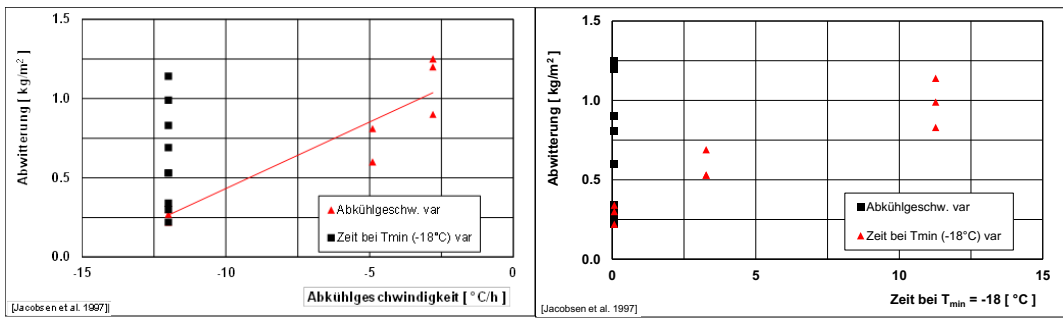 Abwitterung [ kg/m² ]
1.5
1.0
0.5
0.0
-15
-10
-5
0
Abkühlgeschw. var
Zeit bei Tmin (-18°C) var
Abkühlgeschwindigkeit [ °C/h ]
[Jacobsen et al. 1997]
Abwitterung [ kg/m² ]
1.5
1.0
0.5
0.0
0
5
10
15
Abkühlgeschw. var
Zeit bei Tmin (-18°C) var
Zeit bei Tmin = -18 [ °C]
[Jacobsen et al. 1997]